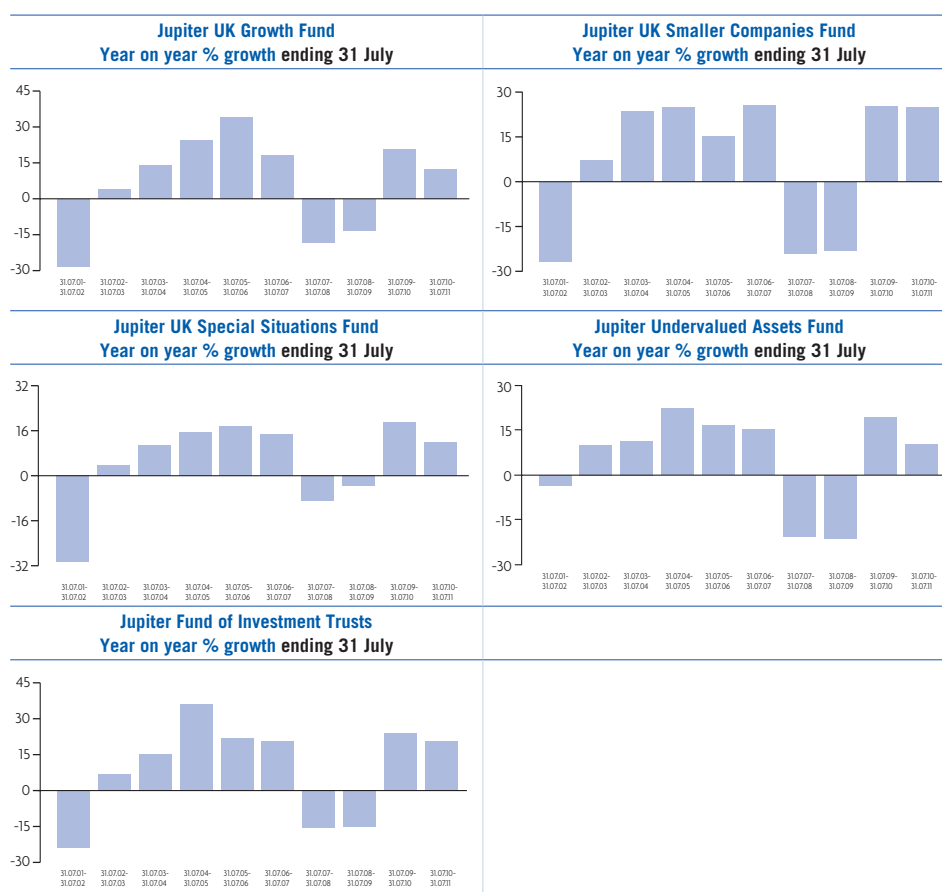 Jupiter UK Growth Fund
Year on year % growth ending 31 July
45
30
15
0
-15
-30
31.07.01- 31.07.02- 31.07.03- 31.07.04- 31.07.05- 31.07.06- 31.07.07- 31.07.08- 31.07.09- 31.07.10-
31.07.02 31.07.03 31.07.04 31.07.05 31.07.06 31.07.07 31.07.08 31.07.09 31.07.10 31.07.11
Jupiter UK Smaller Companies Fund
Year on year % growth ending 31 July
30
15
0
-15
-30
31.07.01- 31.07.02- 31.07.03- 31.07.04- 31.07.05- 31.07.06- 31.07.07- 31.07.08- 31.07.09- 31.07.10-
31.07.02 31.07.03 31.07.04 31.07.05 31.07.06 31.07.07 31.07.08 31.07.09 31.07.10 31.07.11
Jupiter UK Special Situations Fund
Year on year % growth ending 31 July
32
16
0
-16
-32
31.07.01- 31.07.02- 31.07.03- 31.07.04- 31.07.05- 31.07.06- 31.07.07- 31.07.08- 31.07.09- 31.07.10-
31.07.02 31.07.03 31.07.04 31.07.05 31.07.06 31.07.07 31.07.08 31.07.09 31.07.10 31.07.11
Jupiter Undervalued Assets Fund
Year on year % growth ending 31 July
30
15
0
-15
-30
31.07.01- 31.07.02- 31.07.03- 31.07.04- 31.07.05- 31.07.06- 31.07.07- 31.07.08- 31.07.09- 31.07.10-
31.07.02 31.07.03 31.07.04 31.07.05 31.07.06 31.07.07 31.07.08 31.07.09 31.07.10 31.07.11
Jupiter Fund of Investment Trusts
Year on year % growth ending 31 July
45
30
15
0
-15
-30
31.07.01- 31.07.02- 31.07.03- 31.07.04- 31.07.05- 31.07.06- 31.07.07- 31.07.08- 31.07.09- 31.07.10-
31.07.02 31.07.03 31.07.04 31.07.05 31.07.06 31.07.07 31.07.08 31.07.09 31.07.10 31.07.11